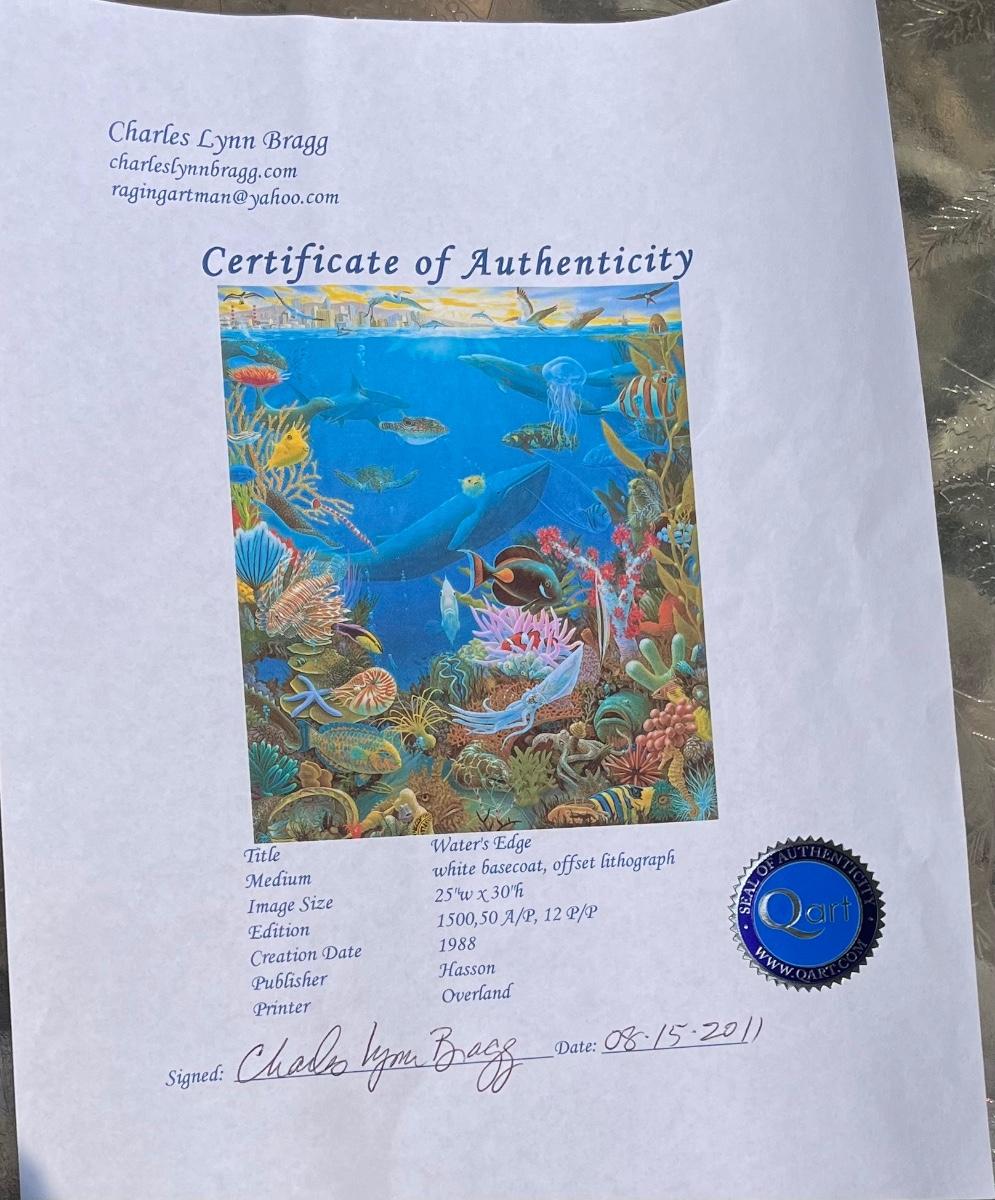 Charles Lynn Bragg
charleslynnbragg.com
ragingartman@yahoo.com
Certificate of Authenticity
Title Water's Edge
Medium white basecoat, offset lithograph
Image Size 25"w x 30"h
Edition 1500,50 A/P, 12 P/P
Creation Date 1988
Publisher Hasson
Printer Overland
SEAL OF AUTHENTICITY
Qart
WWW.QART.COM
Signed: Charles Lynn Bragg Date: 08-15-2011